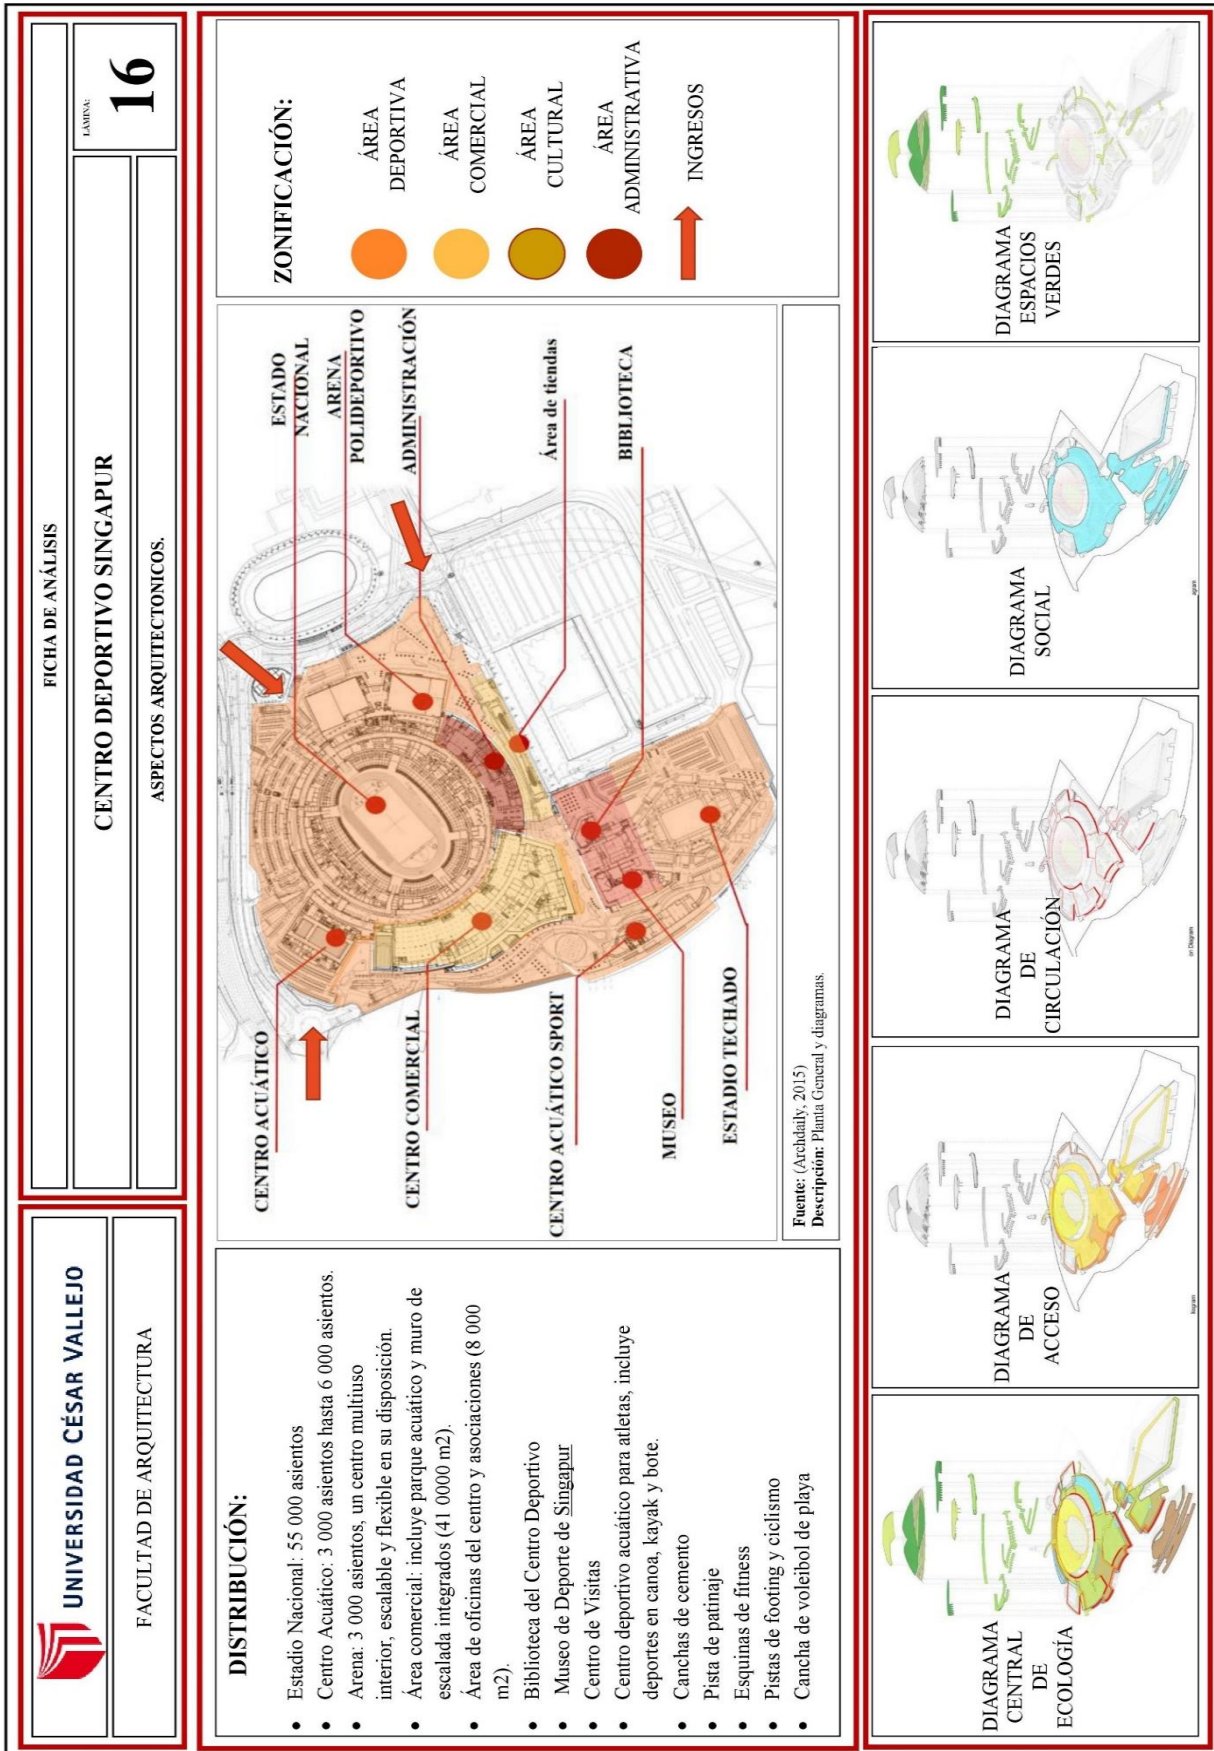 UNIVERSIDAD CÉSAR VALLEJO
FACULTAD DE ARQUITECTURA
FICHA DE ANÁLISIS
CENTRO DEPORTIVO SINGAPUR
ASPECTOS ARQUITECTONICOS.
LÁMINA:
16
DISTRIBUCIÓN:
• Estadio Nacional: 55 000 asientos
• Centro Acuático: 3 000 asientos hasta 6 000 asientos.
• Arena: 3 000 asientos, un centro multiuso
interior, escalable y flexible en su disposición.
• Área comercial: incluye parque acuático y muro de
escalada integrados (41 0000 m2).
• Área de oficinas del centro y asociaciones (8 000
m2).
• Biblioteca del Centro Deportivo
• Museo de Deporte de Singapur
• Centro de Visitas
• Centro deportivo acuático para atletas, incluye
deportes en canoa, kayak y bote.
• Canchas de cemento
• Pista de patinaje
• Esquinas de fitness
• Pistas de footing y ciclismo
• Cancha de voleibol de playa
CENTRO ACUÁTICO
CENTRO COMERCIAL
CENTRO ACUÁTICO SPORT
MUSEO
ESTADIO TECHADO
ESTADO
NACIONAL
ARENA
POLIDEPORTIVO
ADMINISTRACIÓN
Área de tiendas
BIBLIOTECA
Fuente: (Archdaily, 2015)
Descripción: Planta General y diagramas.
ZONIFICACIÓN:
ÁREA
DEPORTIVA
ÁREA
COMERCIAL
ÁREA
CULTURAL
ÁREA
ADMINISTRATIVA
INGRESOS
DIAGRAMA
CENTRAL
DE
ECOLOGÍA
DIAGRAMA
DE
ACCESO
DIAGRAMA
DE
CIRCULACIÓN
on Diagram
DIAGRAMA
SOCIAL
DIAGRAMA
ESPACIOS
VERDES